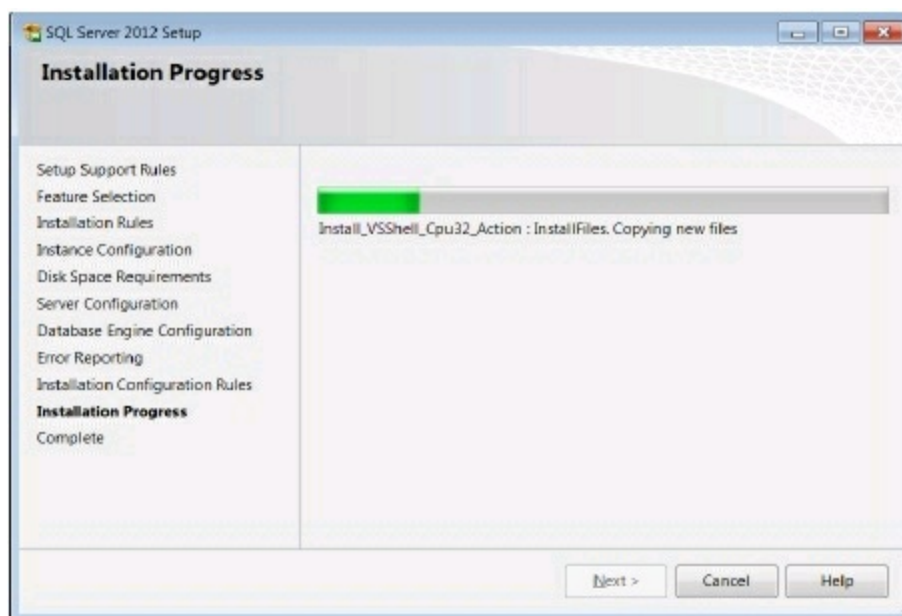 SQL Server 2012 Setup
Installation Progress
Setup Support Rules
Feature Selection
Installation Rules
Instance Configuration
Disk Space Requirements
Server Configuration
Database Engine Configuration
Error Reporting
Installation Configuration Rules
Installation Progress
Complete
Install_VSShell_Cpu32_Action : InstallFiles. Copying new files
Next > Cancel Help